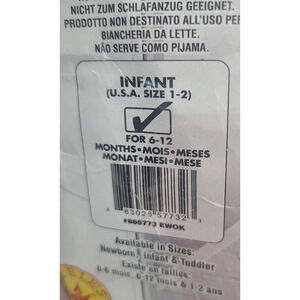 NICHT ZUM SCHLAFANZUG GEEIGNET.
PRODOTTO NON DESTINATO ALL'USO PER
BIANCHERIA DA LETTE.
NÃO SERVE COMO PIJAMA.
INFANT
(U.S.A. SIZE 1-2)
FOR 6-12
MONTHS•MOIS•MESES
MONAT•MESI•MESE
#885773 EWOK
Available in Sizes:
Newborn, Infant & Toddler
Existe en tailles:
0-6 mois, 6-12 mois & 1-2 ans